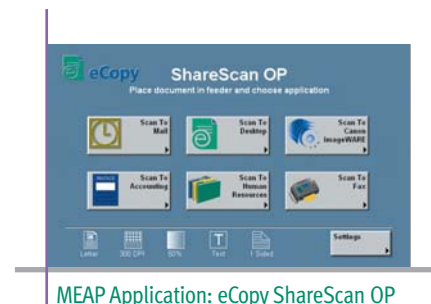 eCopy
ShareScan OP
Place document in feeder and choose application
Scan To
Mail
Scan To
Desktop
Scan To
Canon
imageWARE
INVOICE
Scan To
Accounting
Scan To
Human
Resources
Scan To
Fax
Letter
300 DPI
50%
T
Text
1 Sided
Settings
MEAP Application: eCopy ShareScan OP